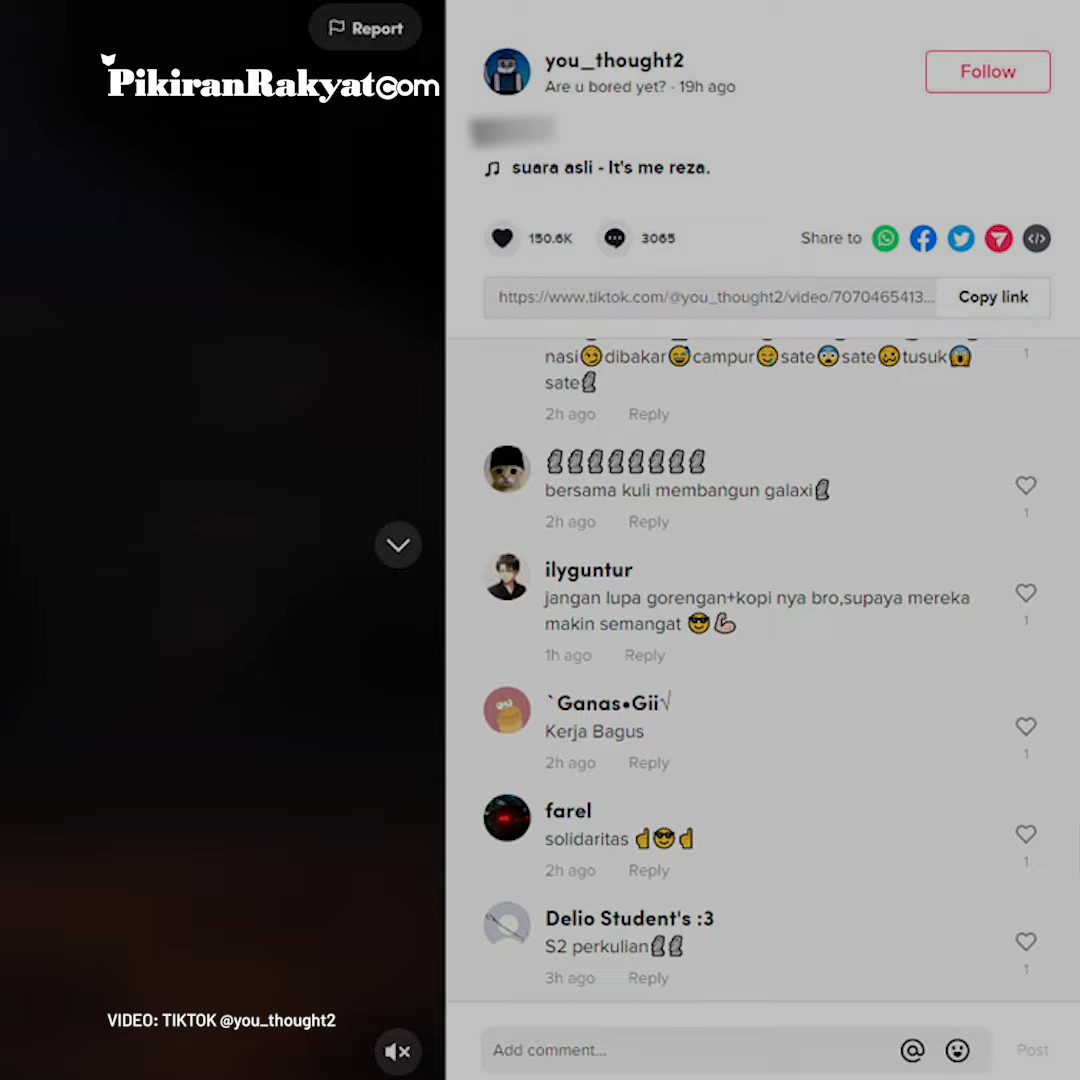 Report
PikiranRakyat.com
you_thought2
Are u bored yet? · 19h ago
Follow
suara asli - It's me reza.
150.6K
3065
Share to
https://www.tiktok.com/@you_thought2/video/7070465413...
Copy link
nasi😏dibakar😅campur😊sate😨sate🥴tusuk😱
1
sate🗿
2h ago Reply
🗿🗿🗿🗿🗿🗿🗿🗿
bersama kuli membangun galaxi🗿
1
2h ago Reply
ilyguntur
jangan lupa gorengan+kopi nya bro,supaya mereka
makin semangat 😎💪🏻
1
1h ago Reply
`Ganas•Gii√
Kerja Bagus
1
2h ago Reply
farel
solidaritas ☝️😎☝️
1
2h ago Reply
Delio Student's :3
S2 perkulian🗿🗿
1
3h ago Reply
VIDEO: TIKTOK @you_thought2
Add comment...
@
Post